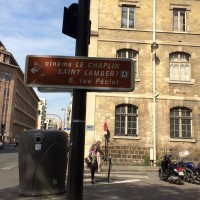 cinéma LE CHAPLIN
SAINT LAMBERT
6, rue Péclet